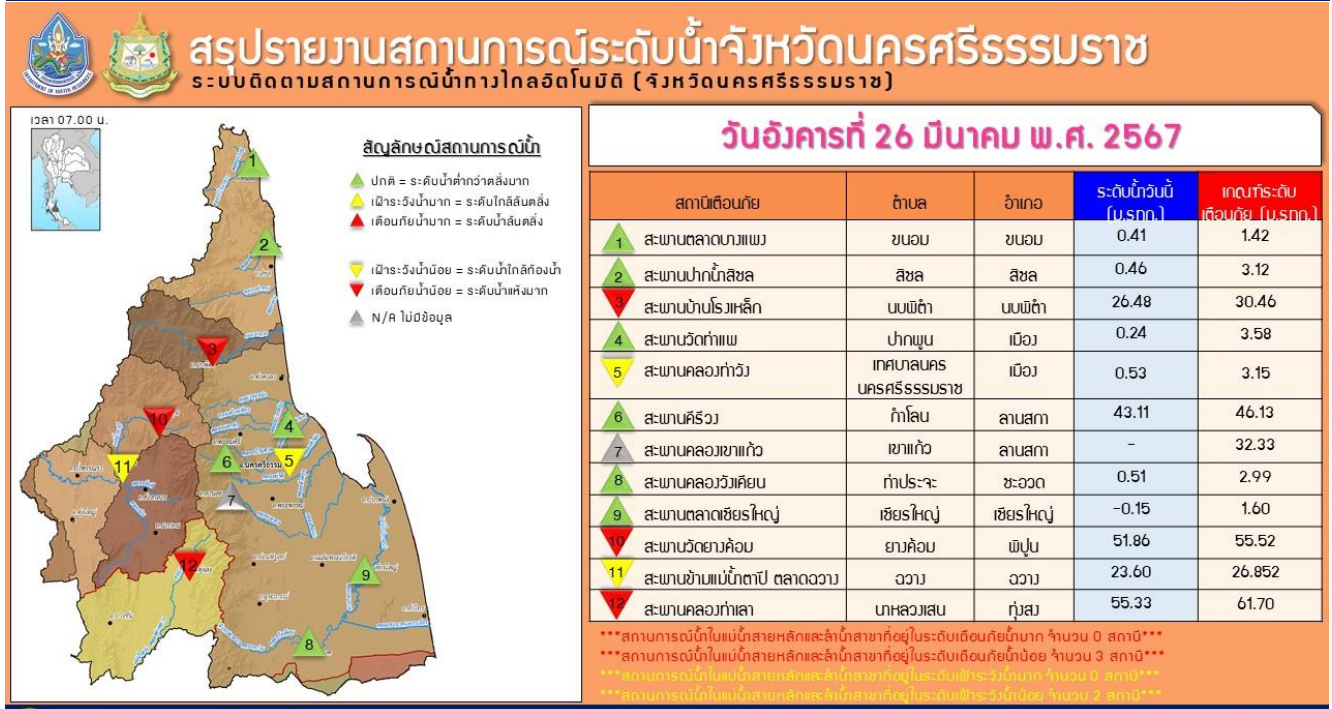 สรุปรายงานสถานการณ์ระดับน้ำจังหวัดนครศรีธรรมราช
ระบบติดตามสถานการณ์น้ำทางไกลอัตโนมัติ (จังหวัดนครศรีธรรมราช)
เวลา 07.00 น.
สัญลักษณ์สถานการณ์น้ำ
ปกติ = ระดับน้ำต่ำกว่าตลิ่งมาก
เฝ้าระวังน้ำมาก = ระดับใกล้ล้นตลิ่ง
เตือนภัยน้ำมาก = ระดับน้ำล้นตลิ่ง
เฝ้าระวังน้ำน้อย = ระดับน้ำใกล้ท้องน้ำ
เตือนภัยน้ำน้อย = ระดับน้ำแห้งมาก
N/A ไม่มีข้อมูล
1
2
3
10
4
11
6
5
7
12
9
8
วันอังคารที่ 26 มีนาคม พ.ศ. 2567
สถานีเตือนภัย ตำบล อำเภอ ระดับน้ำวันนี้ (ม.รทก.) เกณฑ์ระดับเตือนภัย (ม.รทก.)
1 สะพานตลาดบางแพง ขนอม ขนอม 0.41 1.42
2 สะพานปากน้ำสิชล สิชล สิชล 0.46 3.12
3 สะพานบ้านโรงเหล็ก นบพิตำ นบพิตำ 26.48 30.46
4 สะพานวัดท่าแพ ปากพูน เมือง 0.24 3.58
5 สะพานคลองท่าวัง เทศบาลนครนครศรีธรรมราช เมือง 0.53 3.15
6 สะพานคีรีวง กำโลน ลานสกา 43.11 46.13
7 สะพานคลองเขาแก้ว เขาแก้ว ลานสกา - 32.33
8 สะพานคลองวังเคียน ท่าประจะ ชะอวด 0.51 2.99
9 สะพานตลาดเชียรใหญ่ เชียรใหญ่ เชียรใหญ่ -0.15 1.60
10 สะพานวัดยางค้อม ยางค้อม พิปูน 51.86 55.52
11 สะพานข้ามแม่น้ำตาปี ตลาดฉวาง ฉวาง ฉวาง 23.60 26.852
12 สะพานคลองท่าเลา นาหลวงเสน ทุ่งสง 55.33 61.70
***สถานการณ์น้ำในแม่น้ำสายหลักและลำน้ำสาขาที่อยู่ในระดับเตือนภัยน้ำมาก จำนวน 0 สถานี***
***สถานการณ์น้ำในแม่น้ำสายหลักและลำน้ำสาขาที่อยู่ในระดับเตือนภัยน้ำน้อย จำนวน 3 สถานี***
***สถานการณ์น้ำในแม่น้ำสายหลักและลำน้ำสาขาที่อยู่ในระดับเฝ้าระวังน้ำมาก จำนวน 0 สถานี***
***สถานการณ์น้ำในแม่น้ำสายหลักและลำน้ำสาขาที่อยู่ในระดับเฝ้าระวังน้ำน้อย จำนวน 2 สถานี***